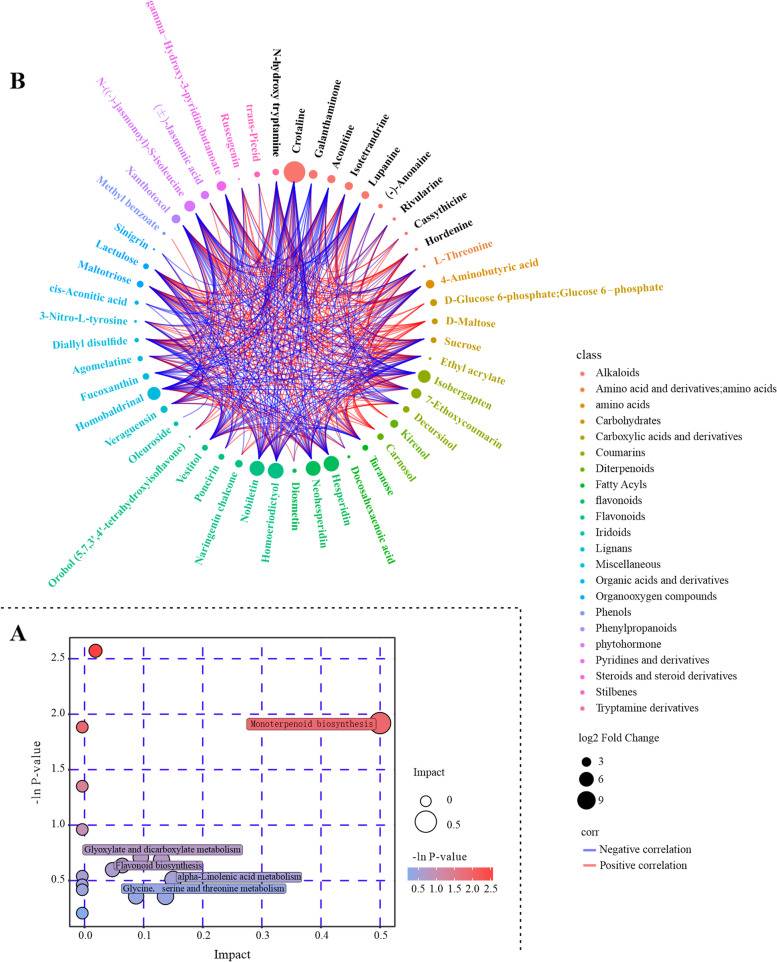 B
gamma–Hydroxy-3-pyridinebutanoate
N-((-)-jasmonoyl)-S-isoleucine
(±)-Jasmonic acid
Ruscogenin
trans-Piceid
N-hydroxy tryptamine
Crotaline
Galanthaminone
Aconitine
Isotetrandrine
Lupanine
(-)-Anonaine
Rivularine
Cassythicine
Hordenine
L-Threonine
4-Aminobutyric acid
D-Glucose 6-phosphate;Glucose 6–phosphate
D-Maltose
Sucrose
Ethyl acrylate
Isobergapten
7-Ethoxycoumarin
Decursinol
Kirenol
Carnosol
Turanose
Docosahexaenoic acid
Hesperidin
Neohesperidin
Diosmetin
Homoeriodictyol
Nobiletin
Naringenin chalcone
Poncirin
Vestitol
Orobol (5,7,3',4'-tetrahydroxyisoflavone)
Oleuroside
Veraguensin
Homobaldrinal
Fucoxanthin
Agomelatine
Diallyl disulfide
3-Nitro-L-tyrosine
cis-Aconitic acid
Maltotriose
Lactulose
Sinigrin
Methyl benzoate
Xanthotoxol
class
Alkaloids
Amino acid and derivatives;amino acids
amino acids
Carbohydrates
Carboxylic acids and derivatives
Coumarins
Diterpenoids
Fatty Acyls
flavonoids
Flavonoids
Iridoids
Lignans
Miscellaneous
Organic acids and derivatives
Organooxygen compounds
Phenols
Phenylpropanoids
phytohormone
Pyridines and derivatives
Steroids and steroid derivatives
Stilbenes
Tryptamine derivatives
log2 Fold Change
3
6
9
corr
Negative correlation
Positive correlation
A
-ln P-value
2.5
2.0
1.5
1.0
0.5
Monoterpenoid biosynthesis
Glyoxylate and dicarboxylate metabolism
Flavonoid biosynthesis
alpha-Linolenic acid metabolism
Glycine, serine and threonine metabolism
0.0 0.1 0.2 0.3 0.4 0.5
Impact
Impact
0
0.5
-ln P-value
0.5 1.0 1.5 2.0 2.5